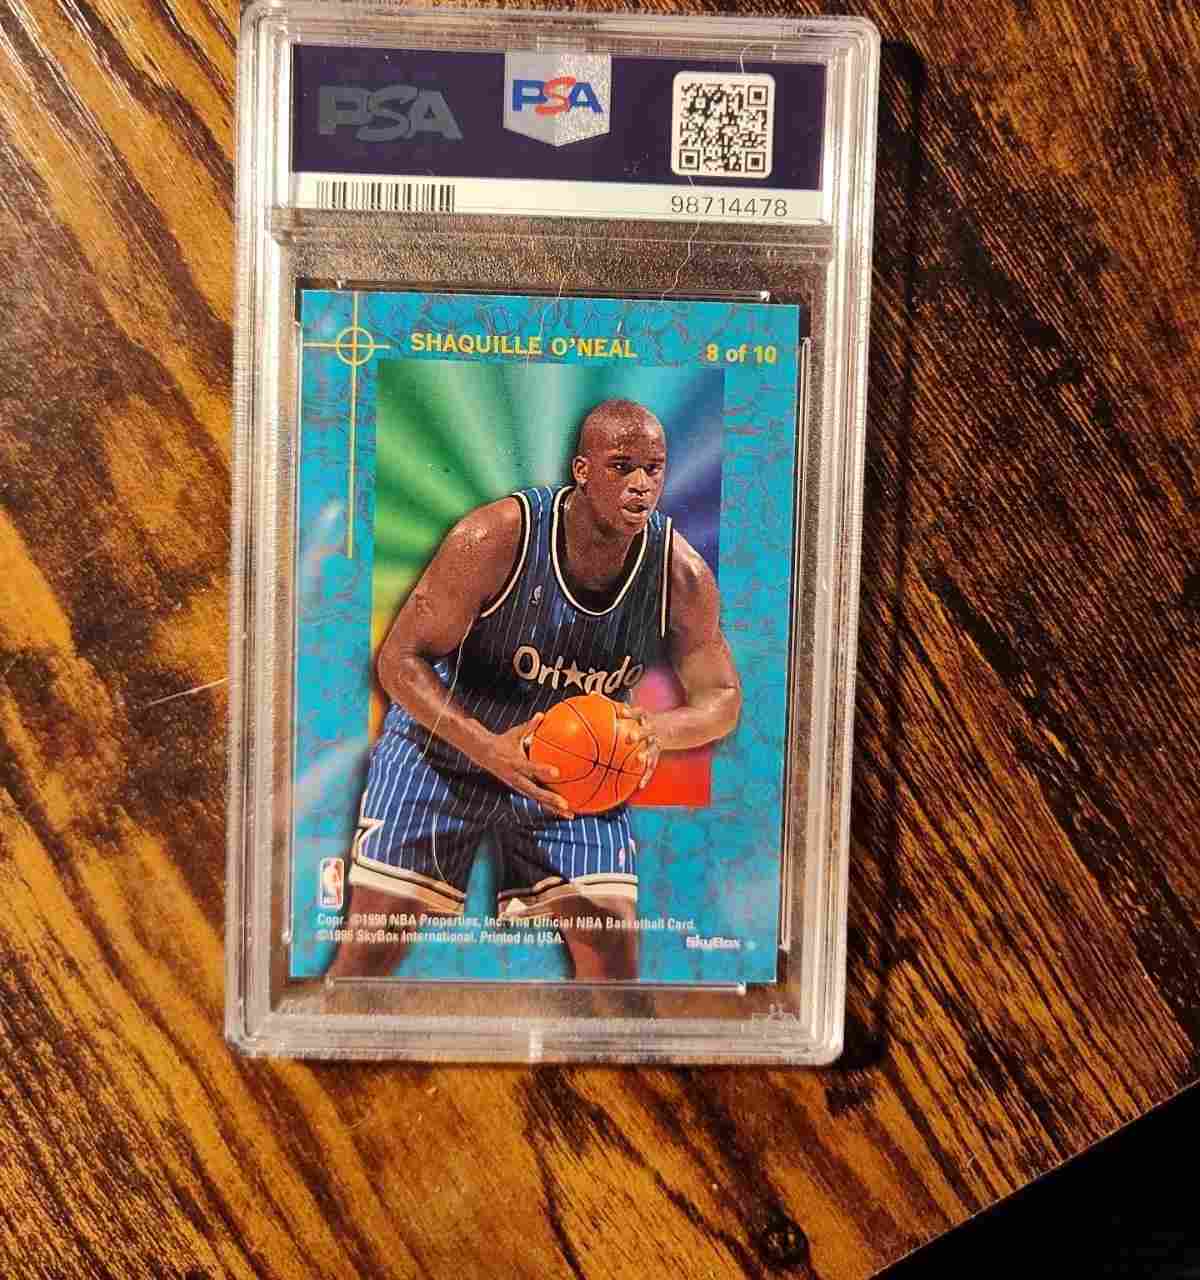 PSA
PSA
98714478
SHAQUILLE O'NEAL
8 of 10
Orlando
Copr. ©1996 NBA Properties, Inc. The Official NBA Basketball Card.
©1996 SkyBox International. Printed in USA.
SkyBox